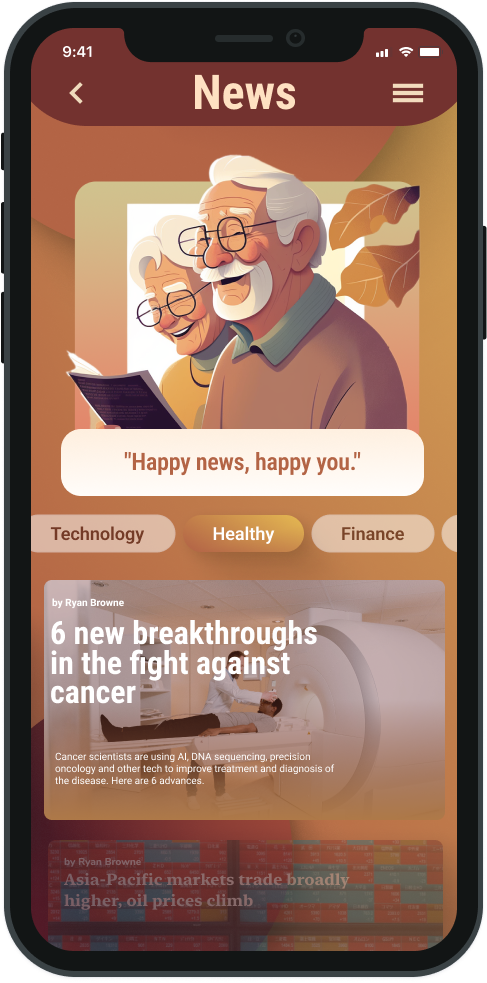 9:41
News
"Happy news, happy you."
Technology
Healthy
Finance
by Ryan Browne
6 new breakthroughs
in the fight against
cancer
Cancer scientists are using AI, DNA sequencing, precision
oncology and other tech to improve treatment and diagnosis of
the disease. Here are 6 advances.
by Ryan Browne
Asia-Pacific markets trade broadly
higher, oil prices climb